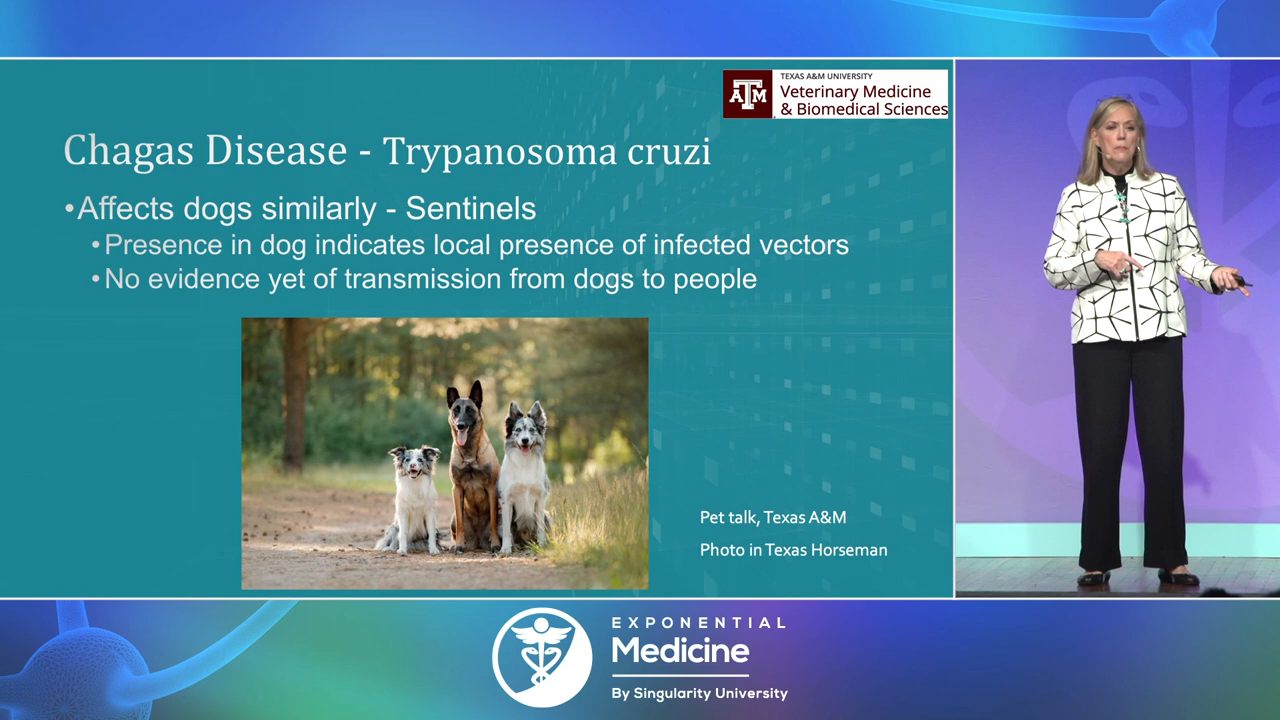 ATM
TEXAS A&M UNIVERSITY
Veterinary Medicine
& Biomedical Sciences
Chagas Disease - Trypanosoma cruzi
•Affects dogs similarly - Sentinels
•Presence in dog indicates local presence of infected vectors
•No evidence yet of transmission from dogs to people
Pet talk, Texas A&M
Photo in Texas Horseman
EXPONENTIAL
Medicine
By Singularity University